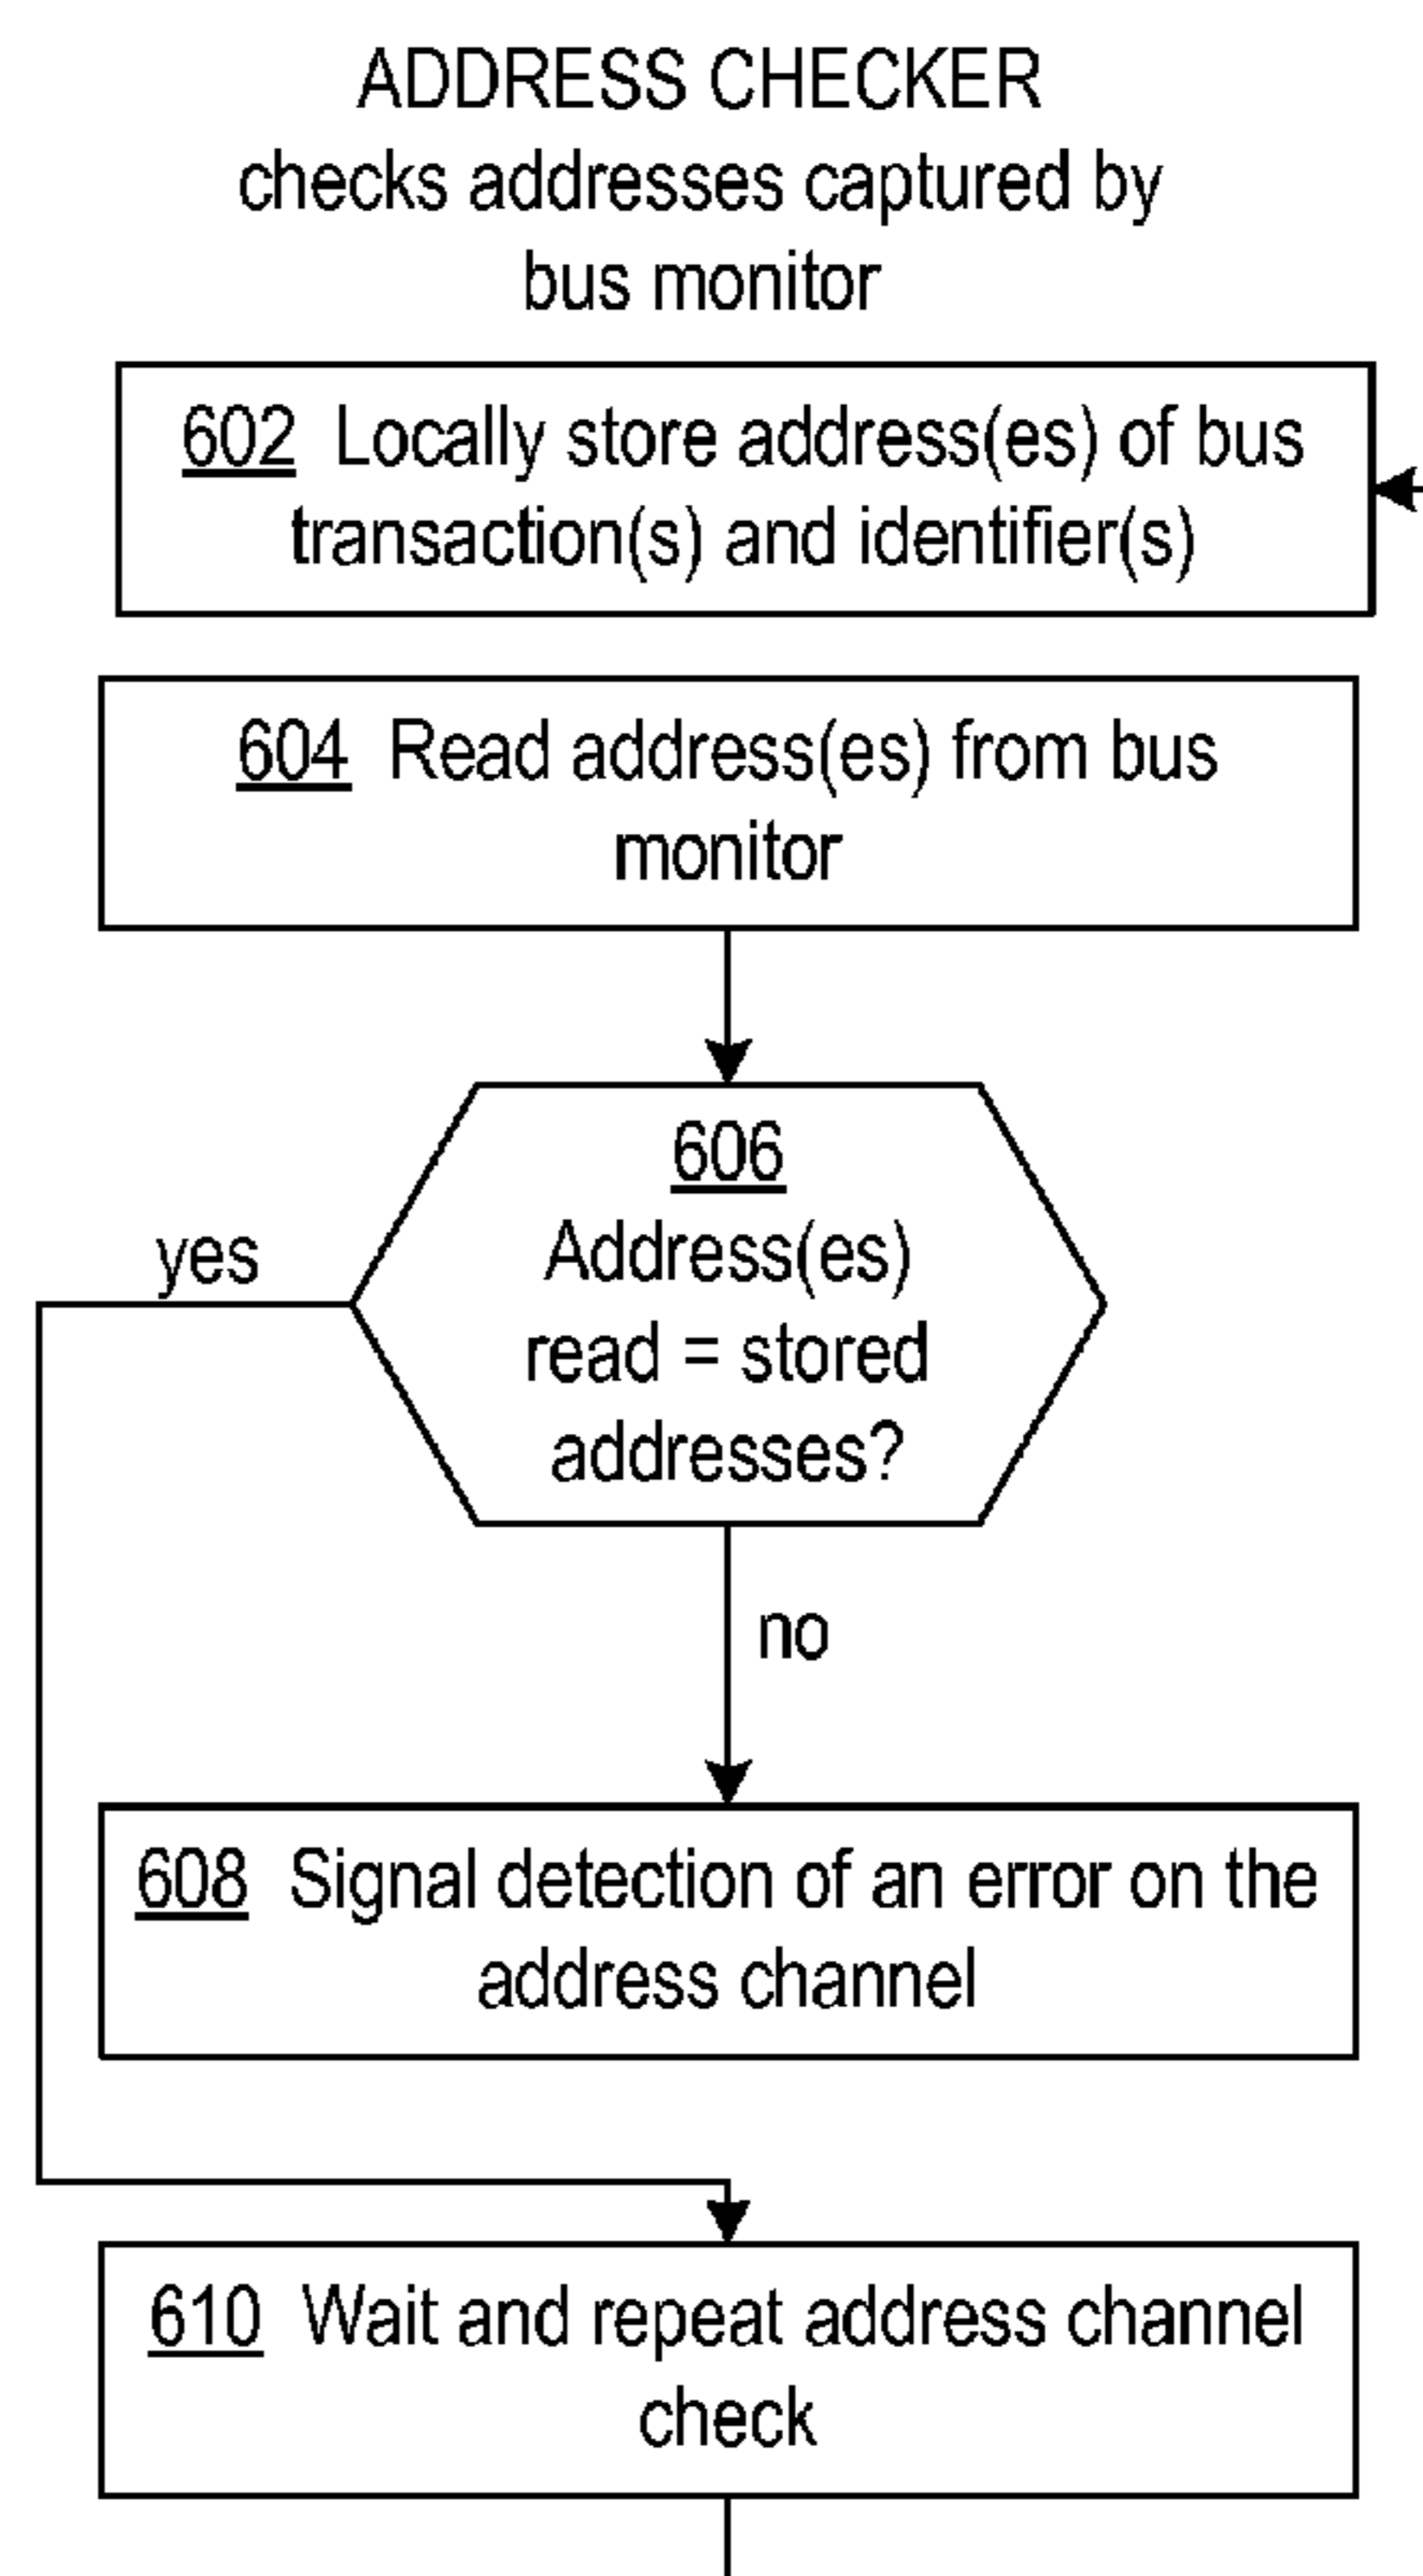 ADDRESS CHECKER
checks addresses captured by
bus monitor
602 Locally store address(es) of bus
transaction(s) and identifier(s)
604 Read address(es) from bus
monitor
606
Address(es)
read = stored
addresses?
yes
no
608 Signal detection of an error on the
address channel
610 Wait and repeat address channel
check